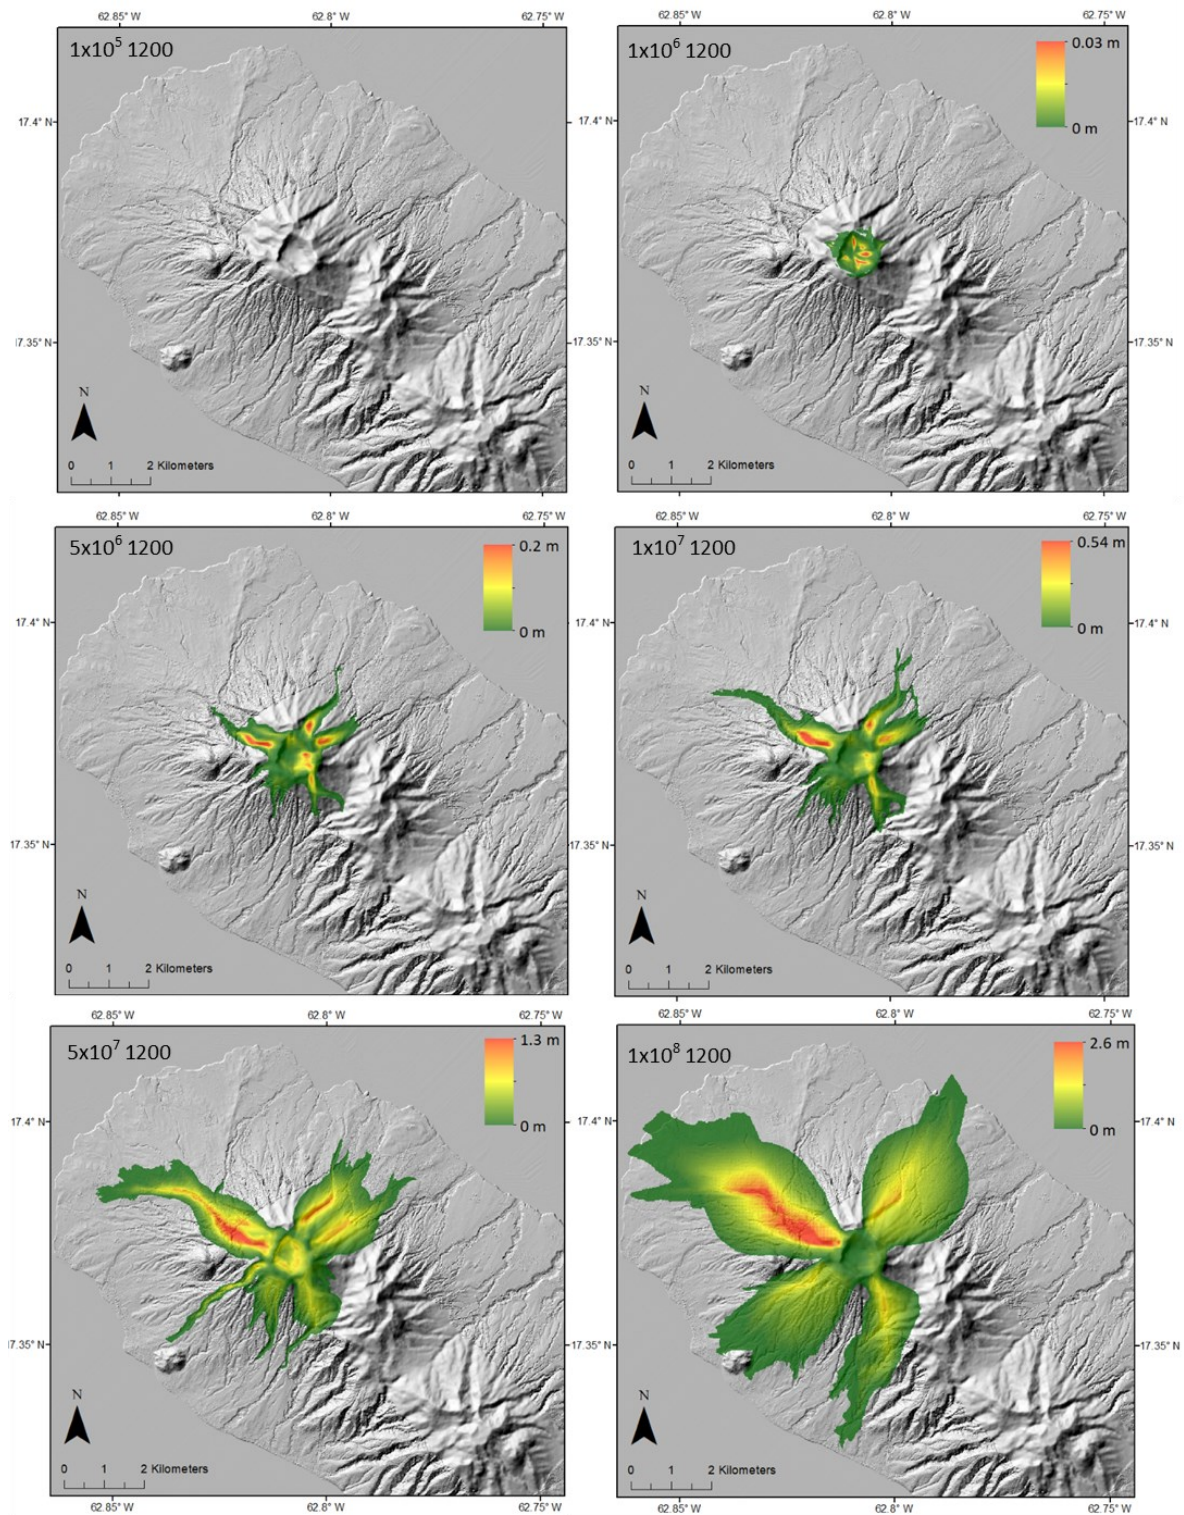 62.85° W 62.8° W 62.75° W 62.85° W 62.8° W 62.75° W
1x10⁵ 1200
1x10⁶ 1200
0.03 m
0 m
17.4° N
17.4° N
17.4° N
17.35° N
17.35° N
17.35° N
N
N
0 1 2 Kilometers
0 1 2 Kilometers
62.85° W 62.8° W 62.75° W 62.85° W 62.8° W 62.75° W
5x10⁶ 1200
0.2 m
0 m
1x10⁷ 1200
0.54 m
0 m
17.4° N
17.4° N
17.4° N
17.35° N
17.35° N
17.35° N
N
N
0 1 2 Kilometers
0 1 2 Kilometers
62.85° W 62.8° W 62.75° W 62.85° W 62.8° W 62.75° W
5x10⁷ 1200
1.3 m
0 m
1x10⁸ 1200
2.6 m
0 m
17.4° N
17.4° N
17.4° N
7.35° N
17.35° N
17.35° N
N
N
0 1 2 Kilometers
0 1 2 Kilometers
62.85° W 62.8° W 62.75° W 62.85° W 62.8° W 62.75° W